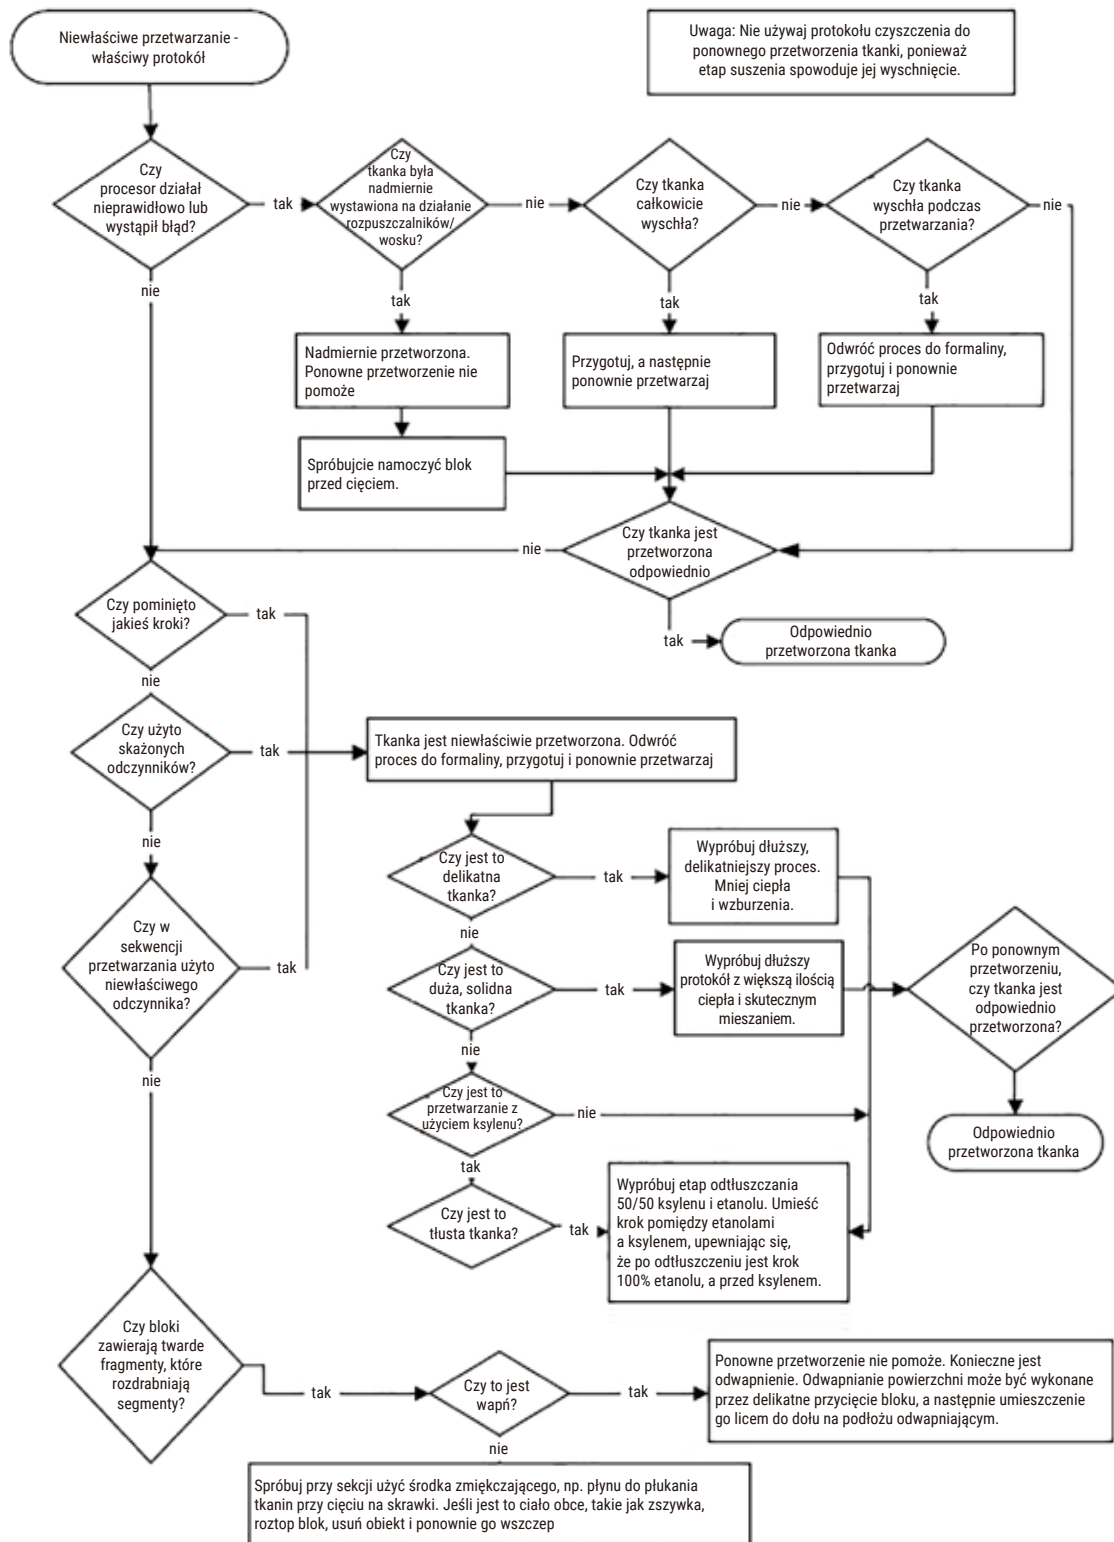 Niewłaściwe przetwarzanie -
właściwy protokół
Uwaga: Nie używaj protokołu czyszczenia do
ponownego przetworzenia tkanki, ponieważ
etap suszenia spowoduje jej wyschnięcie.
Czy
procesor działał
nieprawidłowo lub
wystąpił błąd?
tak
Czy
tkanka była
nadmiernie
wystawiona na działanie
rozpuszczalników/
wosku?
nie
Czy tkanka
całkowicie
wyschła?
nie
Czy tkanka
wyschła podczas
przetwarzania?
nie
nie
tak
tak
tak
Nadmiernie przetworzona.
Ponowne przetworzenie nie
pomoże
Przygotuj, a następnie
ponownie przetwarzaj
Odwróć proces do formaliny,
przygotuj i ponownie
przetwarzaj
Spróbujcie namoczyć blok
przed cięciem.
Czy tkanka jest
przetworzona
odpowiednio
nie
tak
Odpowiednio
przetworzona tkanka
Czy pominięto
jakieś kroki?
tak
nie
Czy użyto
skażonych
odczynników?
tak
Tkanka jest niewłaściwie przetworzona. Odwróć
proces do formaliny, przygotuj i ponownie przetwarzaj
nie
Czy w
sekwencji
przetwarzania użyto
niewłaściwego
odczynnika?
tak
nie
Czy jest to
delikatna
tkanka?
tak
Wypróbuj dłuższy,
delikatniejszy proces.
Mniej ciepła
i wzburzenia.
nie
Czy jest to
duża, solidna
tkanka?
tak
Wypróbuj dłuższy
protokół z większą ilością
ciepła i skutecznym
mieszaniem.
Po ponownym
przetworzeniu,
czy tkanka jest
odpowiednio
przetworzona?
nie
Czy jest to
przetwarzanie z
użyciem ksylenu?
nie
Odpowiednio
przetworzona tkanka
tak
Czy jest to
tłusta tkanka?
tak
Wypróbuj etap odtłuszczania
50/50 ksylenu i etanolu. Umieść
krok pomiędzy etanolami
a ksylenem, upewniając się,
że po odtłuszczeniu jest krok
100% etanolu, a przed ksylenem.
Czy bloki
zawierają twarde
fragmenty, które
rozdrabniają
segmenty?
tak
Czy to jest
wapń?
tak
Ponowne przetworzenie nie pomoże. Konieczne jest
odwapnienie. Odwapnianie powierzchni może być wykonane
przez delikatne przycięcie bloku, a następnie umieszczenie
go licem do dołu na podłożu odwapniającym.
nie
Spróbuj przy sekcji użyć środka zmiękczającego, np. płynu do płukania
tkanin przy cięciu na skrawki. Jeśli jest to ciało obce, takie jak zszywka,
roztop blok, usuń obiekt i ponownie go wszczep